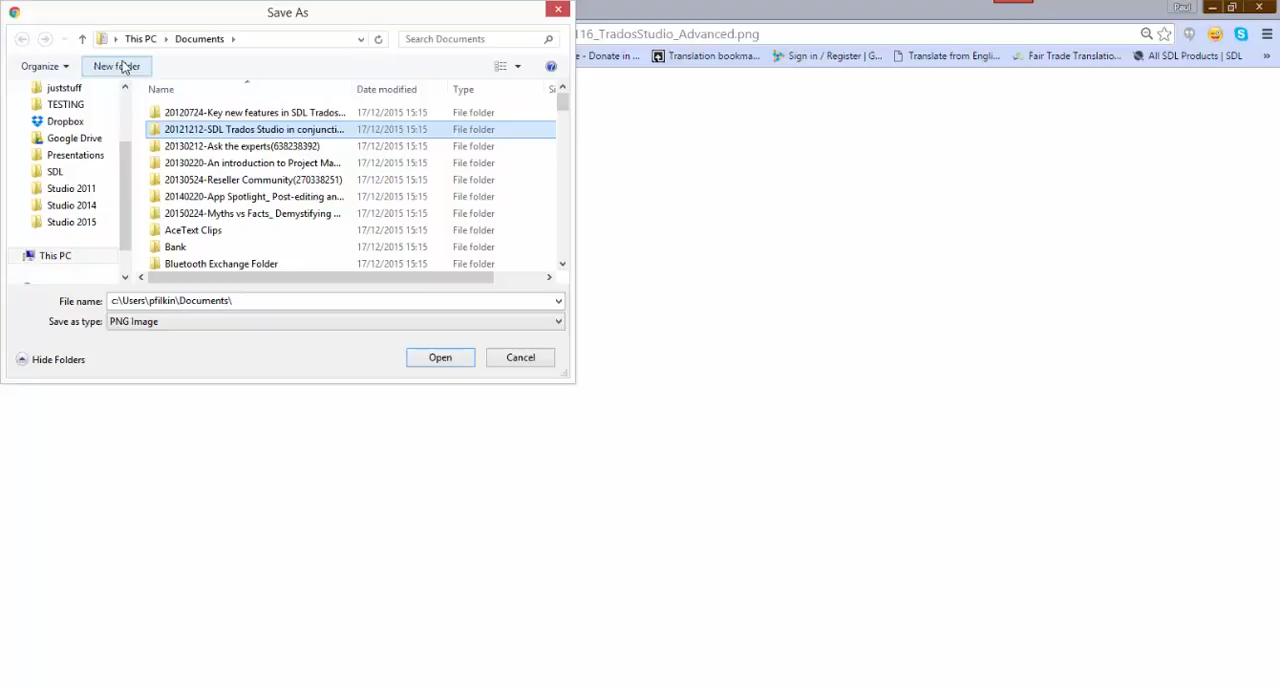 Save As
Paul
This PC
Documents
Search Documents
116_TradosStudio_Advanced.png
- Donate in ...
Translation bookma...
Sign in / Register | G...
Translate from Engli...
Fair Trade Translatio...
All SDL Products | SDL
»
Organize
New folder
Name
Date modified
Type
Si
juststuff
TESTING
Dropbox
Google Drive
Presentations
SDL
Studio 2011
Studio 2014
Studio 2015
This PC
20120724-Key new features in SDL Trados... 17/12/2015 15:15 File folder
20121212-SDL Trados Studio in conjuncti... 17/12/2015 15:15 File folder
20130212-Ask the experts(638238392) 17/12/2015 15:15 File folder
20130220-An introduction to Project Ma... 17/12/2015 15:15 File folder
20130524-Reseller Community(270338251) 17/12/2015 15:15 File folder
20140220-App Spotlight_ Post-editing an... 17/12/2015 15:15 File folder
20150224-Myths vs Facts_ Demystifying ... 17/12/2015 15:15 File folder
AceText Clips 17/12/2015 15:15 File folder
Bank 17/12/2015 15:15 File folder
Bluetooth Exchange Folder 17/12/2015 15:15 File folder
File name: c:\Users\pfilkin\Documents\
Save as type: PNG Image
Hide Folders
Open
Cancel